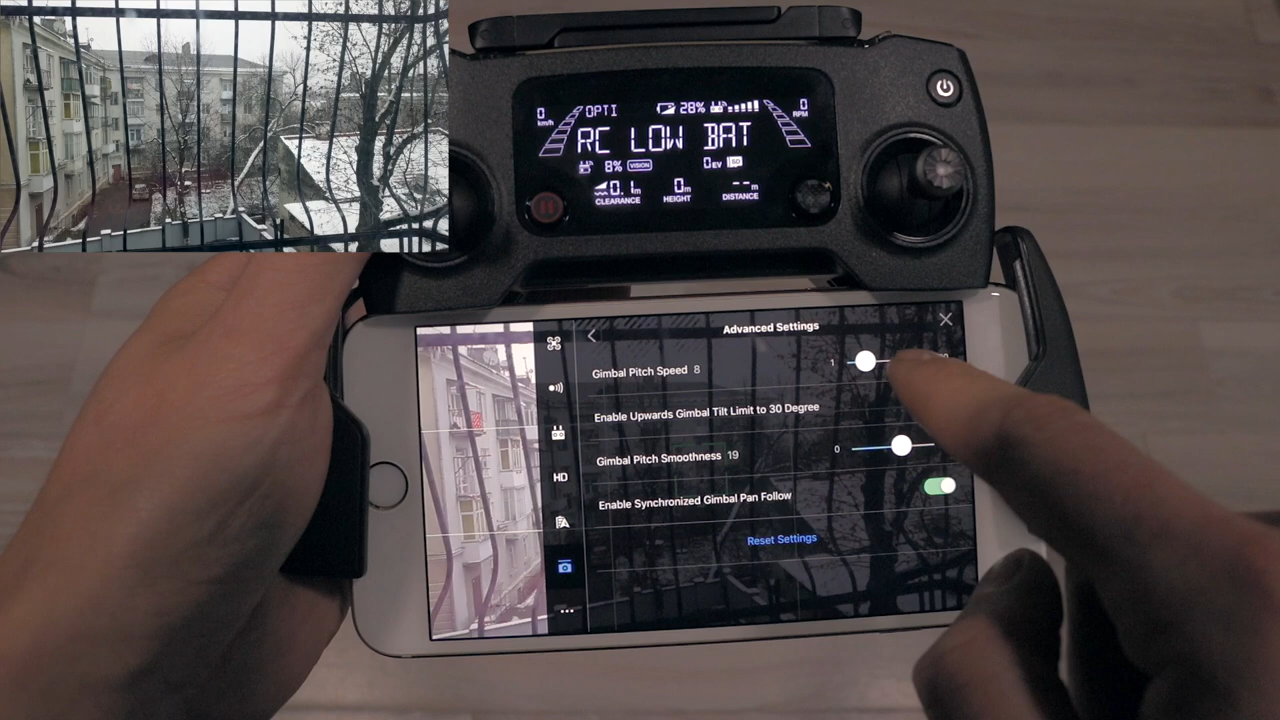 0 OPTI 28% 0
km/h RPM
RC LOW BAT
8% VISION 0EV SD
0.1m 0m --m
CLEARANCE HEIGHT DISTANCE
Advanced Settings
Gimbal Pitch Speed 8 1
Enable Upwards Gimbal Tilt Limit to 30 Degree
Gimbal Pitch Smoothness 19 0
HD
Enable Synchronized Gimbal Pan Follow
Reset Settings